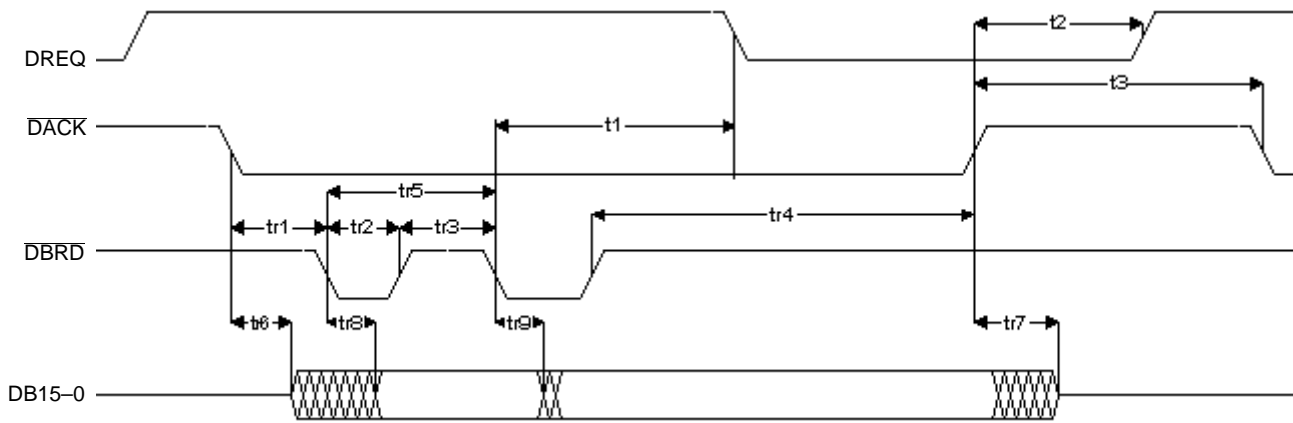 t2
DREQ
t3
DACK
t1
tr5
tr4
tr1
tr2
tr3
DBRD
tr6
tr8
tr9
tr7
DB15–0